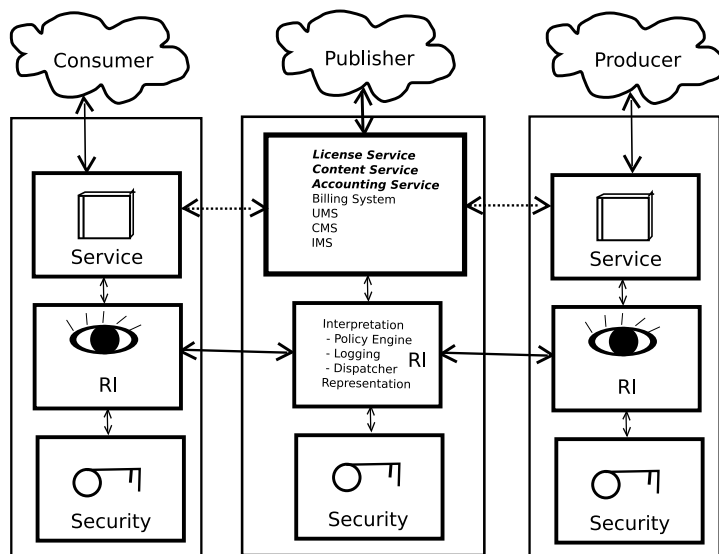 Consumer
Publisher
Producer
License Service
Content Service
Accounting Service
Billing System
UMS
CMS
IMS
Service
Service
Interpretation
- Policy Engine
- Logging
- Dispatcher
Representation
RI
RI
RI
Security
Security
Security